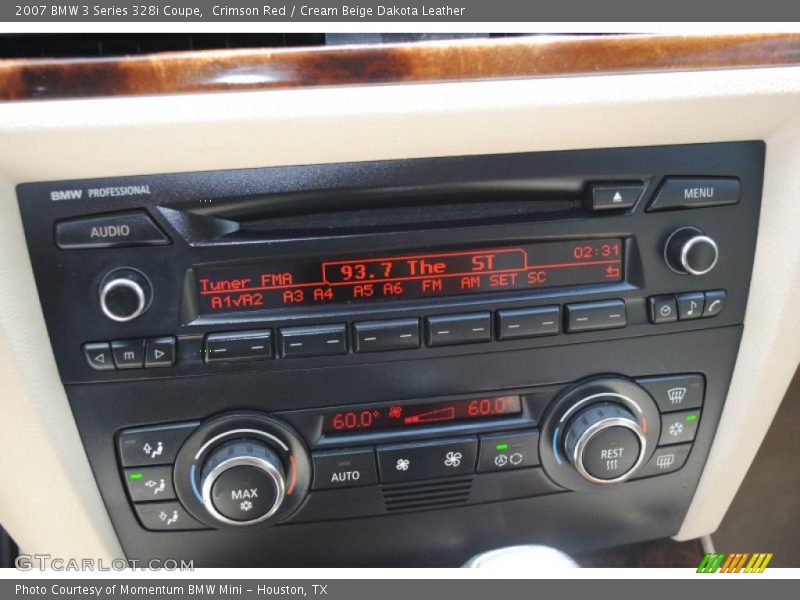 2007 BMW 3 Series 328i Coupe, Crimson Red / Cream Beige Dakota Leather
BMW PROFESSIONAL
MENU
AUDIO
02:31
Tuner FMA 93.7 The ST
A1vA2 A3 A4 A5 A6 FM AM SET SC
m
60.0° 60.0°
AUTO
REST
MAX
GTCARLOT.COM
Photo Courtesy of Momentum BMW Mini - Houston, TX